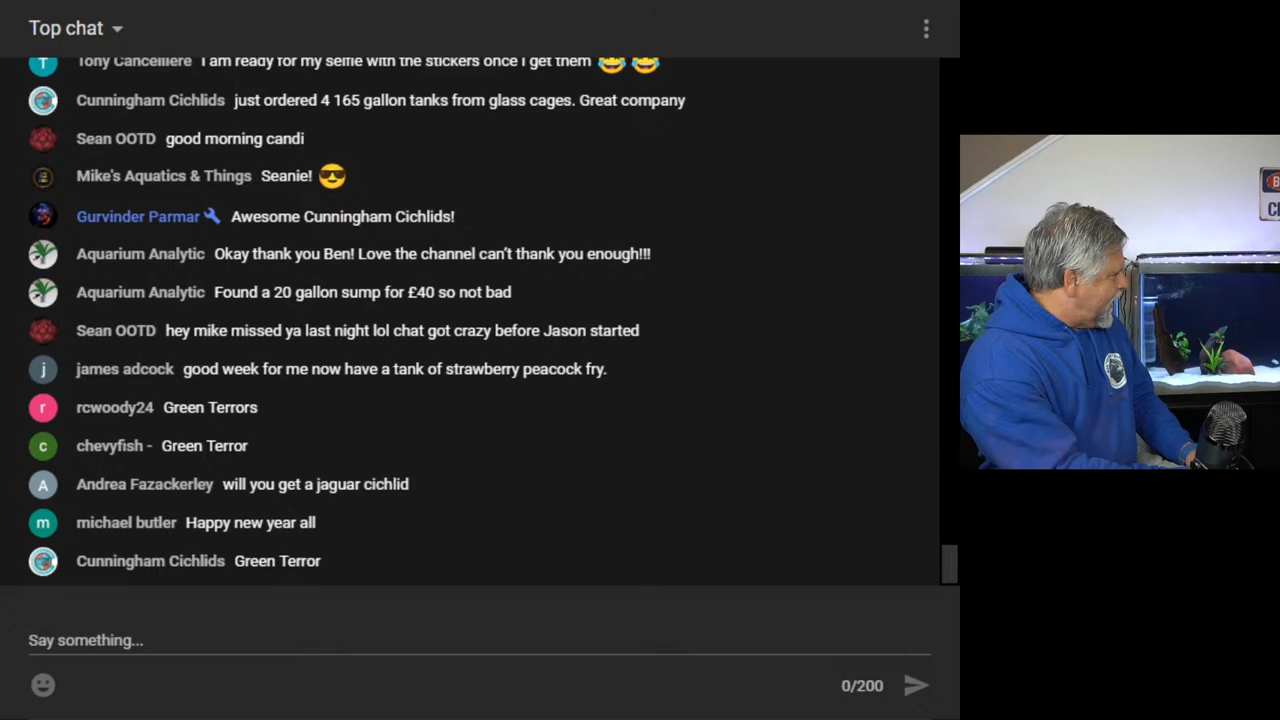 Top chat
T
Tony Cancelliere I am ready for my selfie with the stickers once I get them
Cunningham Cichlids just ordered 4 165 gallon tanks from glass cages. Great company
Sean OOTD good morning candi
Mike's Aquatics & Things Seanie!
Gurvinder Parmar Awesome Cunningham Cichlids!
Aquarium Analytic Okay thank you Ben! Love the channel can't thank you enough!!!
Aquarium Analytic Found a 20 gallon sump for £40 so not bad
Sean OOTD hey mike missed ya last night lol chat got crazy before Jason started
j james adcock good week for me now have a tank of strawberry peacock fry.
r rcwoody24 Green Terrors
c chevyfish - Green Terror
A Andrea Fazackerley will you get a jaguar cichlid
m michael butler Happy new year all
Cunningham Cichlids Green Terror
Say something...
0/200